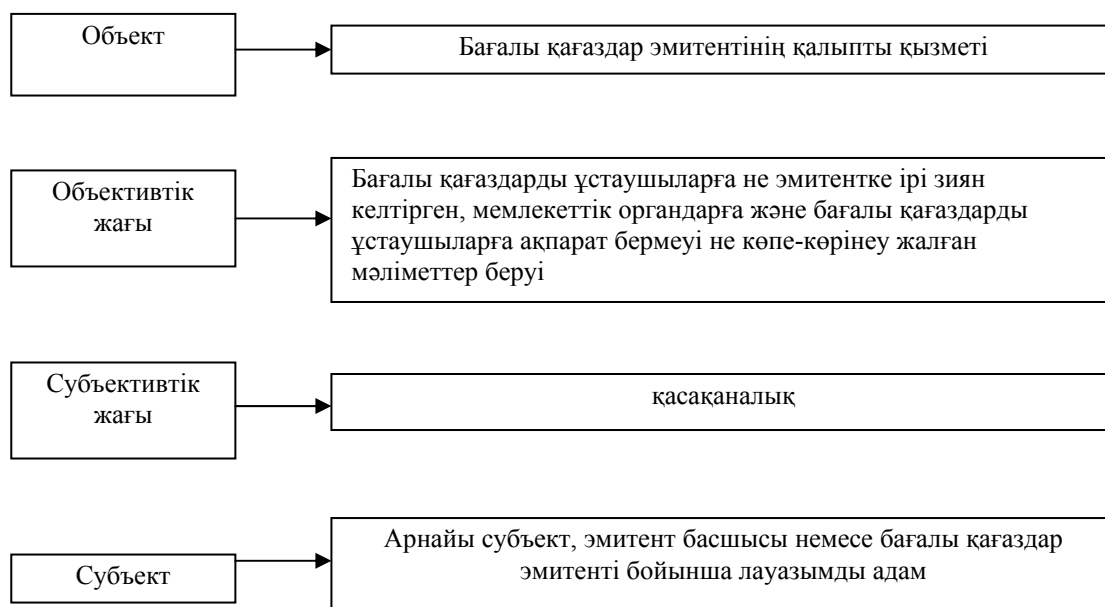 Объект
Бағалы қағаздар эмитентінің қалыпты қызметі
Объективтік
жағы
Бағалы қағаздарды ұстаушыларға не эмитентке ірі зиян
келтірген, мемлекеттік органдарға және бағалы қағаздарды
ұстаушыларға ақпарат бермеуі не көпе-көрінеу жалған
мәліметтер беруі
Субъективтік
жағы
қасақаналық
Субъект
Арнайы субъект, эмитент басшысы немесе бағалы қағаздар
эмитенті бойынша лауазымды адам